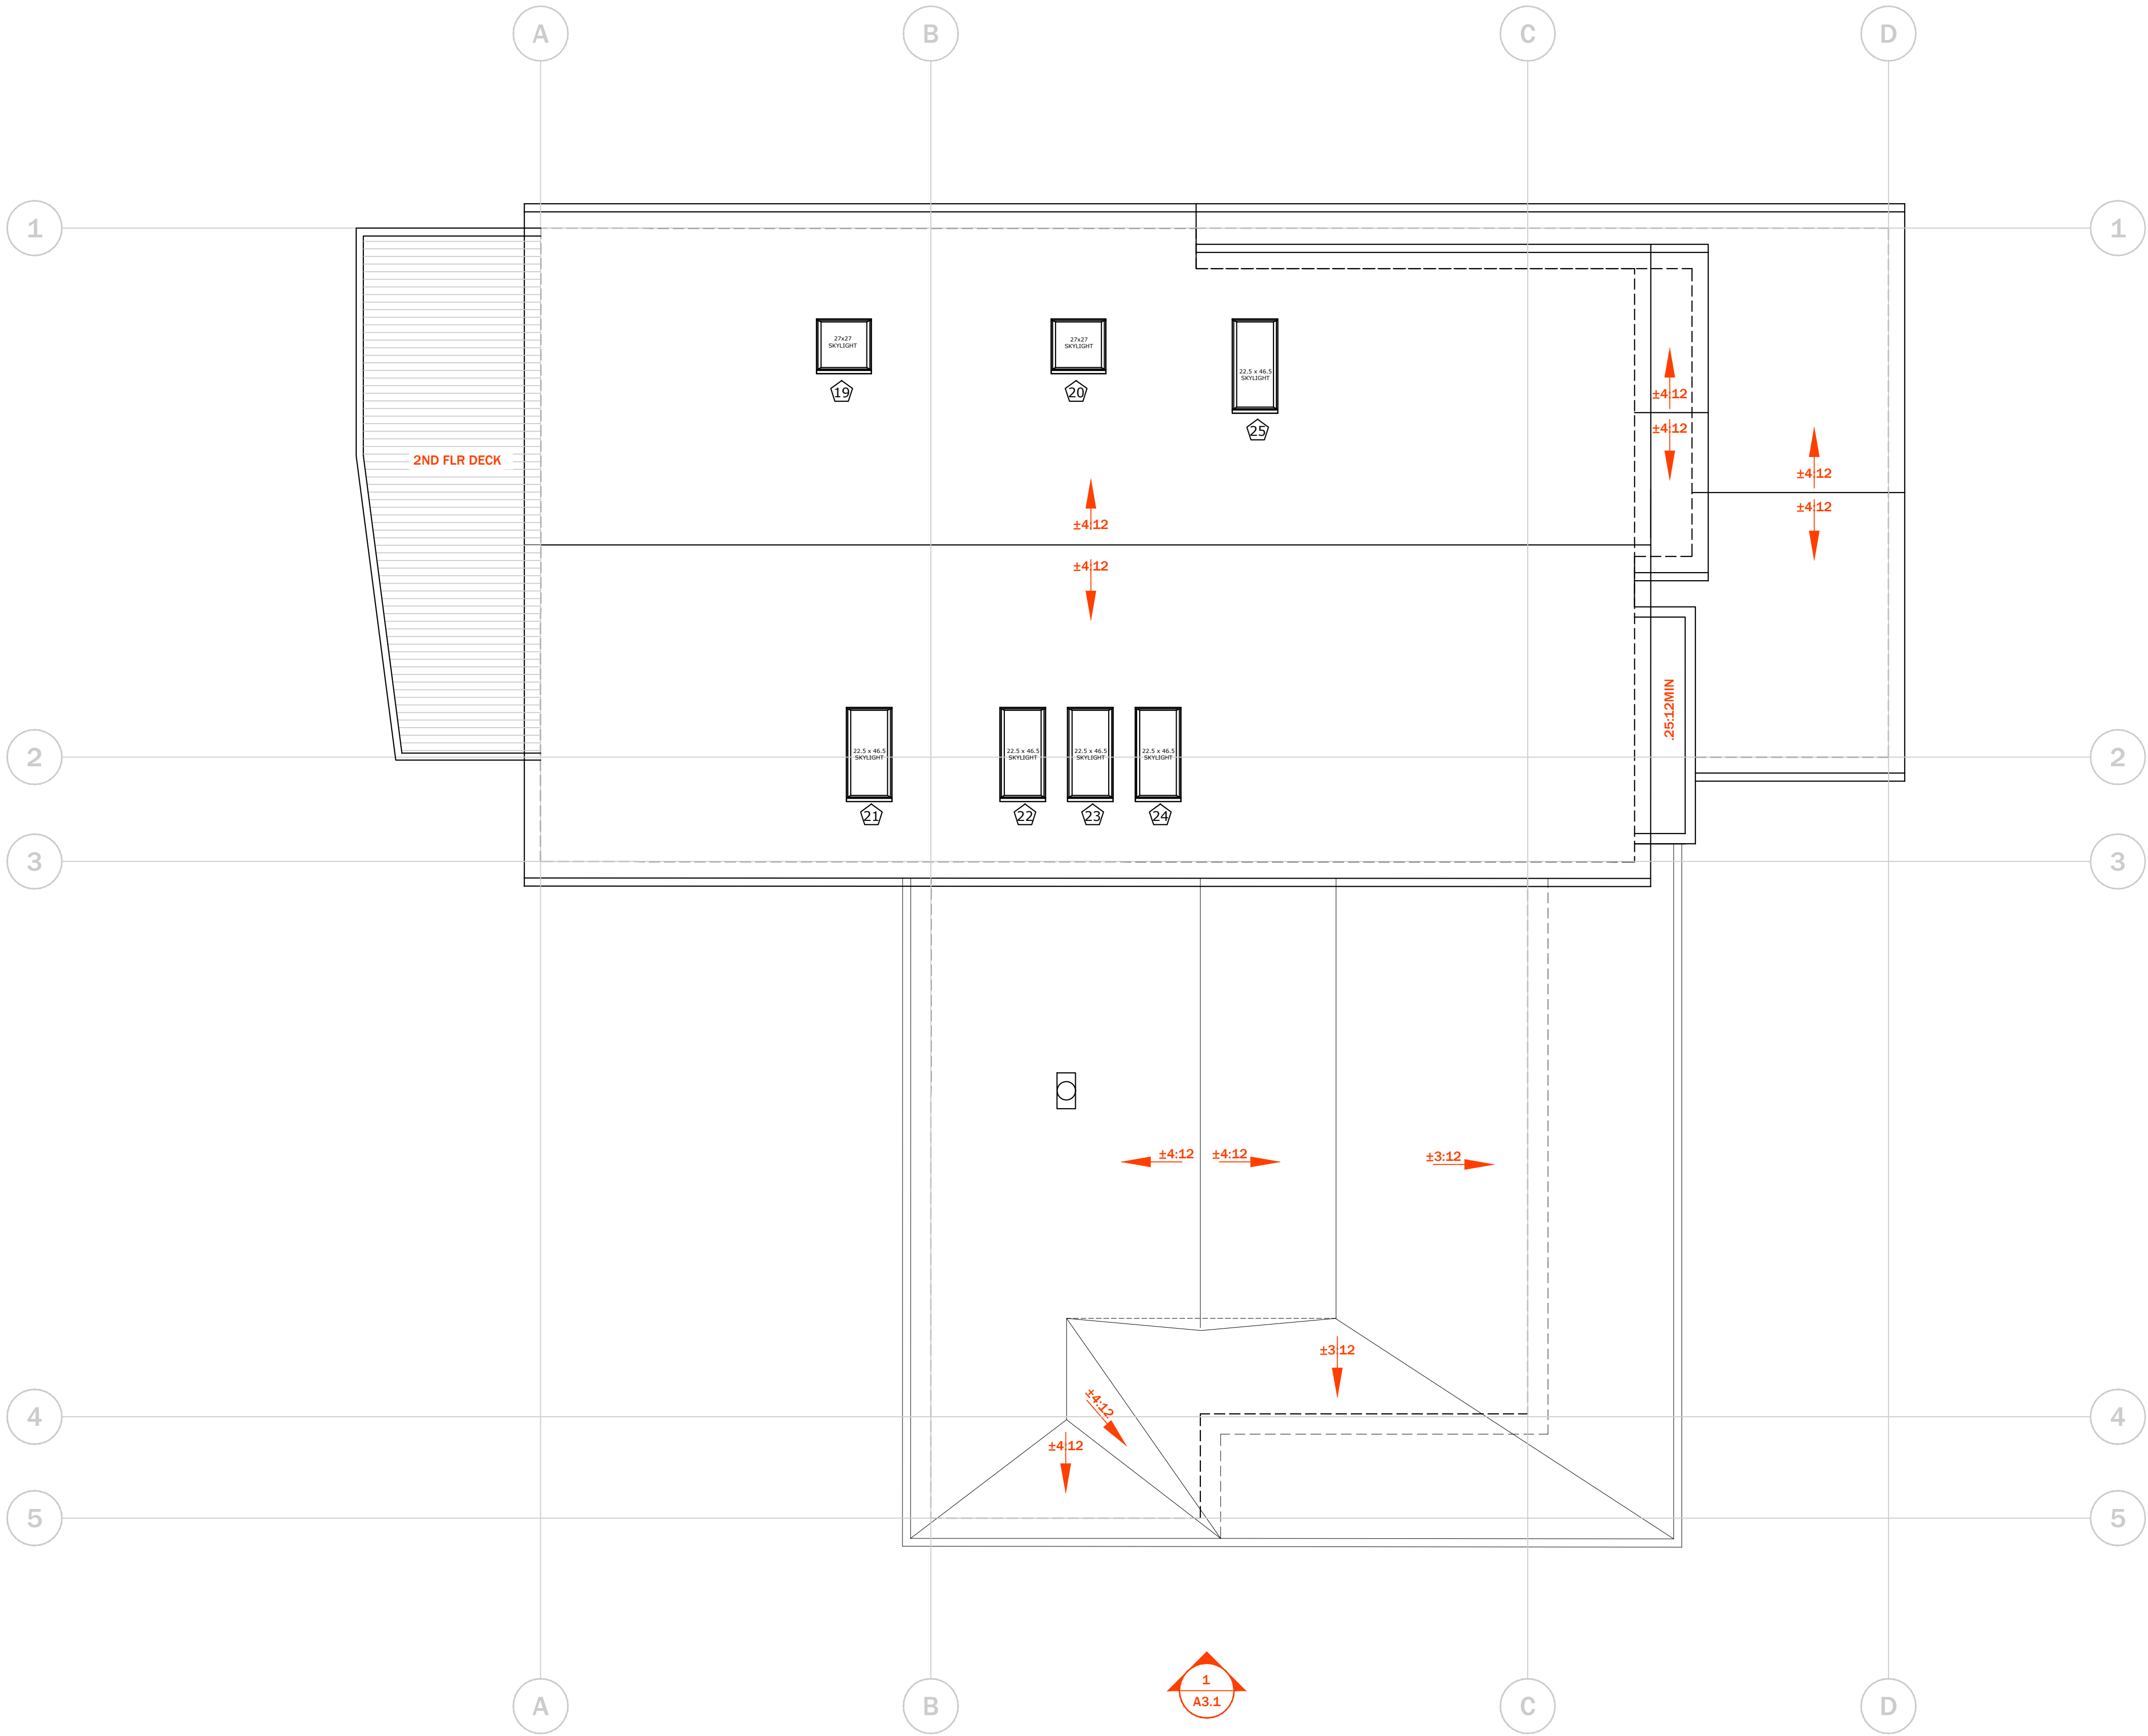 A
B
C
D
1
1
27x27
SKYLIGHT
27x27
SKYLIGHT
22.5 x 46.5
SKYLIGHT
19
20
25
±4:12
±4:12
2ND FLR DECK
±4:12
±4:12
±4:12
±4:12
.25:12MIN
2
2
22.5 x 46.5
SKYLIGHT
22.5 x 46.5
SKYLIGHT
22.5 x 46.5
SKYLIGHT
22.5 x 46.5
SKYLIGHT
21
22
23
24
3
3
±4:12
±4:12
±3:12
±3:12
±4:12
4
4
±4:12
5
5
1
A3.1
A
B
C
D